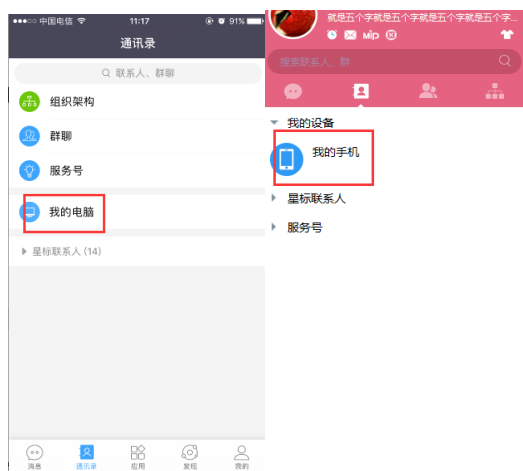 中国电信 11:17 91%
通讯录
联系人、群聊
组织架构
群聊
服务号
我的电脑
星标联系人 (14)
消息 通讯录 应用 发现 我的
就是五个字就是五个字就是五个字就是五个字...
mip
搜索联系人、群
我的设备
我的手机
星标联系人
服务号